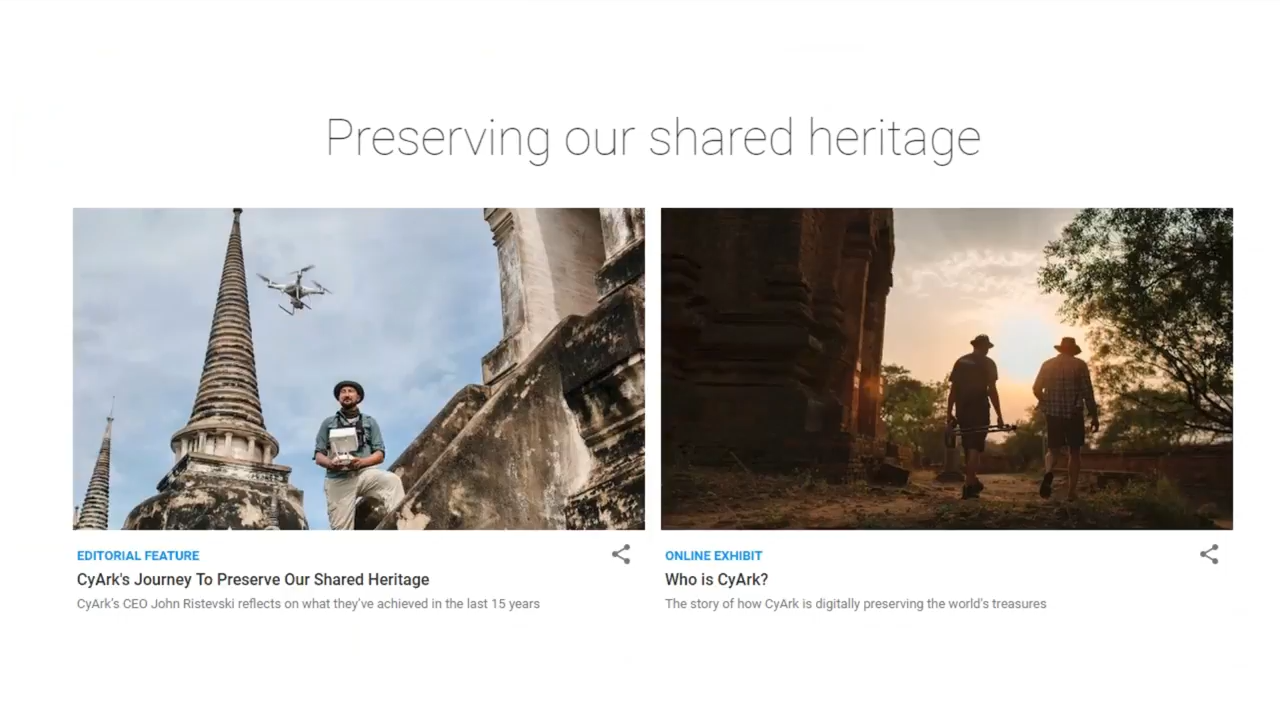 Preserving our shared heritage
EDITORIAL FEATURE
CyArk's Journey To Preserve Our Shared Heritage
CyArk’s CEO John Ristevski reflects on what they’ve achieved in the last 15 years
ONLINE EXHIBIT
Who is CyArk?
The story of how CyArk is digitally preserving the world's treasures